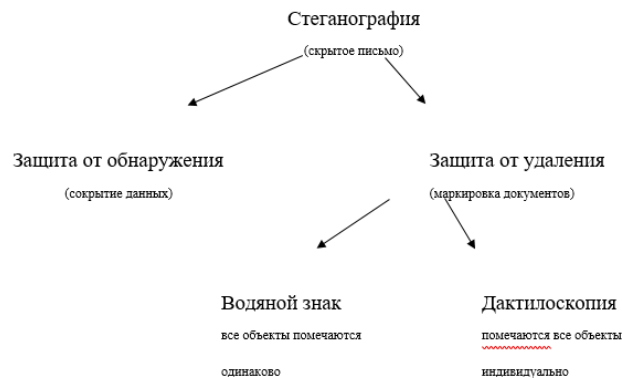 Стеганография
(скрытое письмо)
Защита от обнаружения
(сокрытие данных)
Защита от удаления
(маркировка документов)
Водяной знак
все объекты помечаются
одинаково
Дактилоскопия
помечаются все объекты
индивидуально